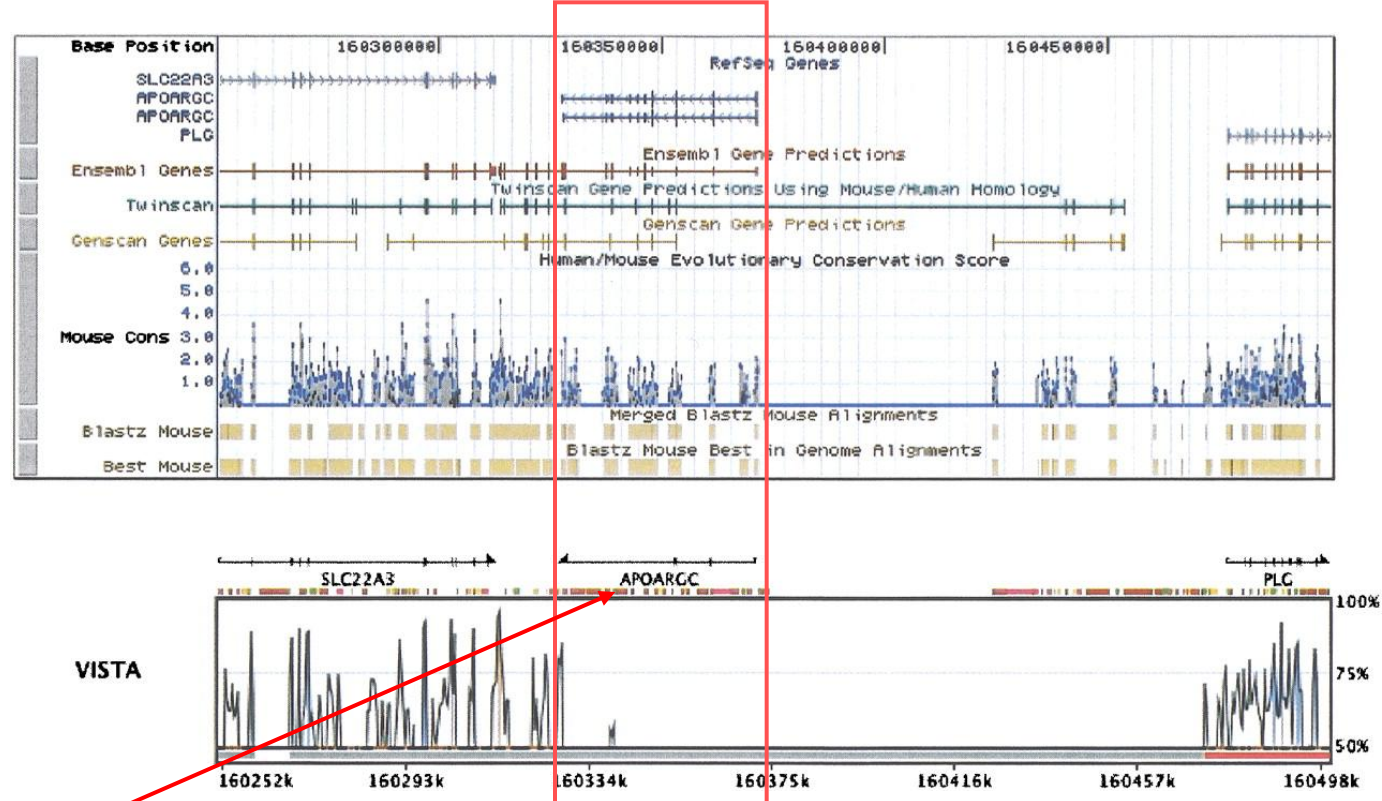 Base Position 160300000| 160350000| 160400000| 160450000|
RefSeq Genes
SLC22A3
APOARGC
APOARGC
PLG
Ensembl Gene Predictions
Ensembl Genes
Twinscan Gene Predictions Using Mouse/Human Homology
Twinscan
Genscan Gene Predictions
Genscan Genes
Human/Mouse Evolutionary Conservation Score
6.0
5.0
4.0
Mouse Cons 3.0
2.0
1.0
Merged Blastz Mouse Alignments
Blastz Mouse
Blastz Mouse Best in Genome Alignments
Best Mouse
SLC22A3 APOARGC PLG
100%
VISTA 75%
50%
160252k 160293k 160334k 160375k 160416k 160457k 160498k